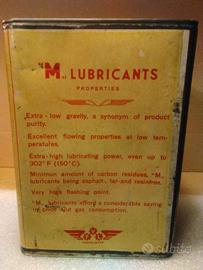 "M„ LUBRICANTS
PROPERTIES
Extra-low gravity, a synonym of product
purity.
Excellent flowing properties at low tem-
peratures.
Extra-high lubricating power, even up to
302° F (150° C).
Minimum amount of carbon residues, "M„
lubricants being asphalt-, tar-and resinfree.
Very high flashing point.
"M„ lubricants afford a considerable saving
in power and gas consumption.
Subito